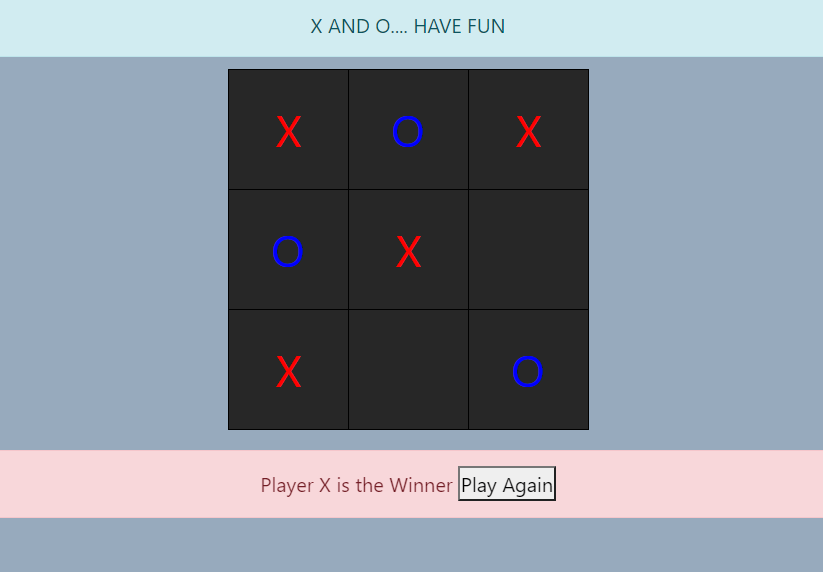 X AND O.... HAVE FUN
X O X
O X
X O
Player X is the Winner Play Again